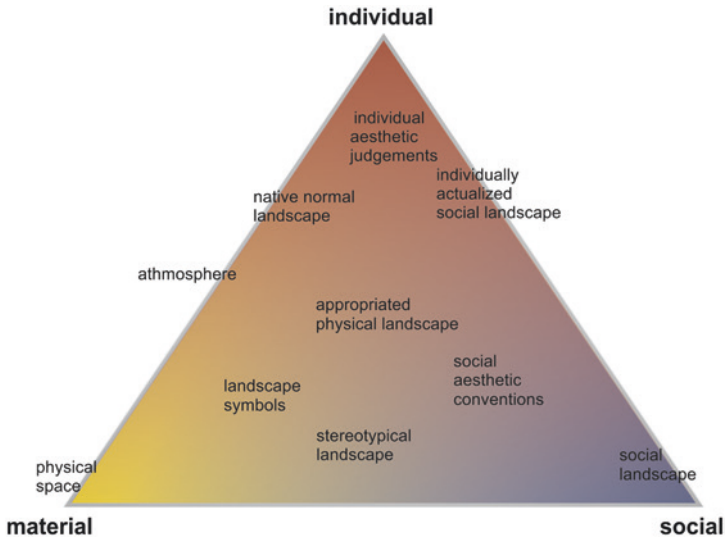 individual
individual
aesthetic
judgements
individually
actualized
social landscape
native normal
landscape
athmosphere
appropriated
physical landscape
social
aesthetic
conventions
landscape
symbols
stereotypical
landscape
social
landscape
physical
space
material
social